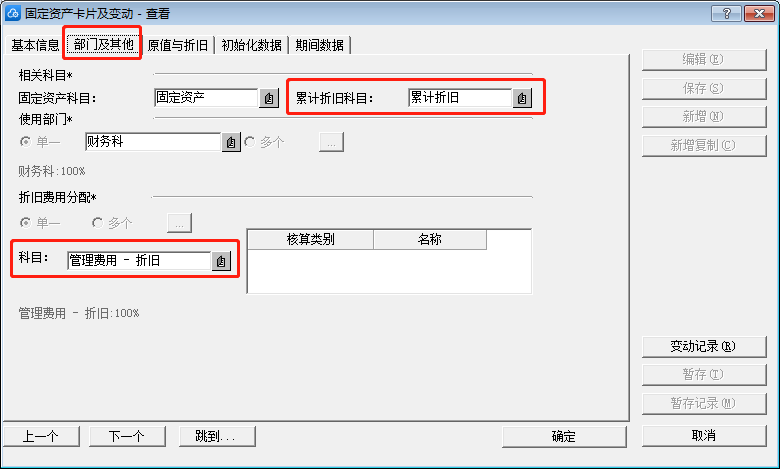 固定资产卡片及变动 - 查看
基本信息 部门及其他 原值与折旧 初始化数据 期间数据
相关科目*
固定资产科目： 固定资产 累计折旧科目： 累计折旧
使用部门*
单一 财务科 多个 ...
财务科:100%
折旧费用分配*
单一 多个 ...
科目： 管理费用 - 折旧
核算类别 名称
管理费用 - 折旧:100%
编辑(E)
保存(S)
新增(N)
新增复制(C)
变动记录(R)
暂存(T)
暂存记录(M)
上一个 下一个 跳到... 确定 取消